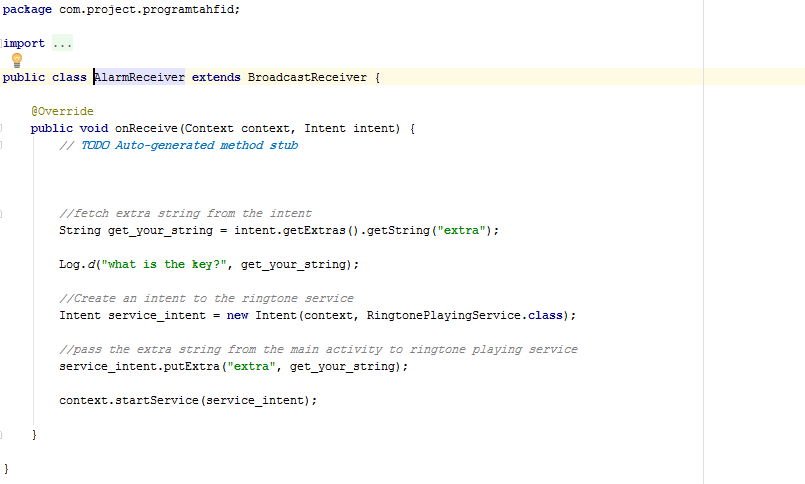 package com.project.programtahfid;
import ...
public class AlarmReceiver extends BroadcastReceiver {
@Override
public void onReceive(Context context, Intent intent) {
// TODO Auto-generated method stub
//fetch extra string from the intent
String get_your_string = intent.getExtras().getString("extra");
Log.d("what is the key?", get_your_string);
//Create an intent to the ringtone service
Intent service_intent = new Intent(context, RingtonePlayingService.class);
//pass the extra string from the main activity to ringtone playing service
service_intent.putExtra("extra", get_your_string);
context.startService(service_intent);
}
}